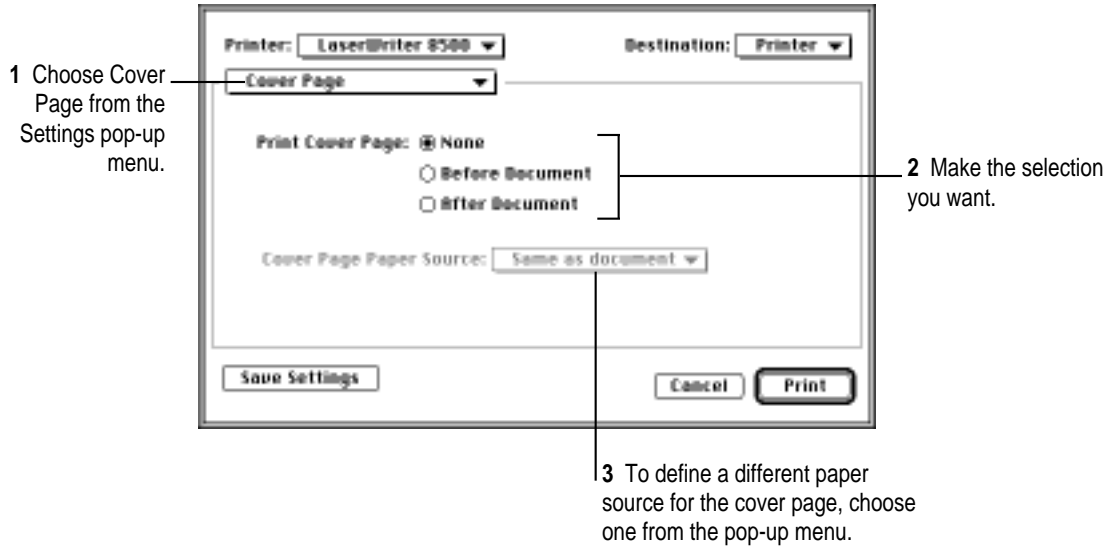 Printer: LaserWriter 8500 Destination: Printer
1 Choose Cover
Page from the
Settings pop-up
menu.
Cover Page
Print Cover Page: None
Before Document
After Document
2 Make the selection
you want.
Cover Page Paper Source: Same as document
Save Settings Cancel Print
3 To define a different paper
source for the cover page, choose
one from the pop-up menu.